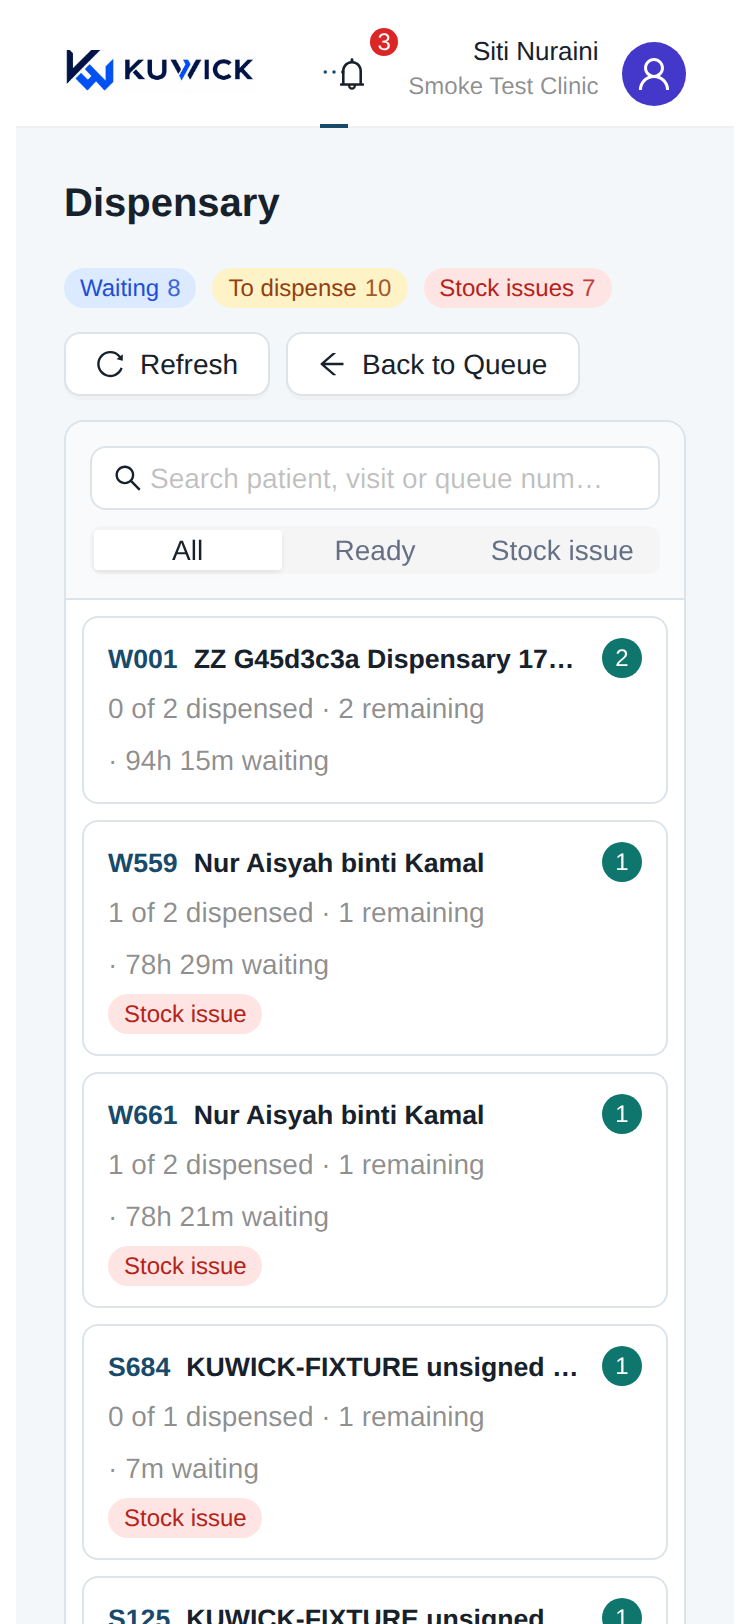 KUWICK
3
Siti Nuraini
Smoke Test Clinic
Dispensary
Waiting 8
To dispense 10
Stock issues 7
Refresh
Back to Queue
Search patient, visit or queue num…
All
Ready
Stock issue
W001 ZZ G45d3c3a Dispensary 17… 2
0 of 2 dispensed · 2 remaining
· 94h 15m waiting
W559 Nur Aisyah binti Kamal 1
1 of 2 dispensed · 1 remaining
· 78h 29m waiting
Stock issue
W661 Nur Aisyah binti Kamal 1
1 of 2 dispensed · 1 remaining
· 78h 21m waiting
Stock issue
S684 KUWICK-FIXTURE unsigned … 1
0 of 1 dispensed · 1 remaining
· 7m waiting
Stock issue
S125 KUWICK-FIXTURE unsigned 1